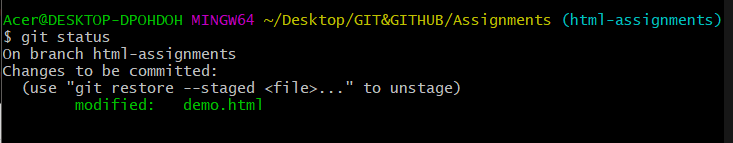 Acer@DESKTOP-DPOHDOH MINGW64 ~/Desktop/GIT&GITHUB/Assignments (html-assignments)
$ git status
On branch html-assignments
Changes to be committed:
  (use "git restore --staged <file>..." to unstage)
        modified:   demo.html